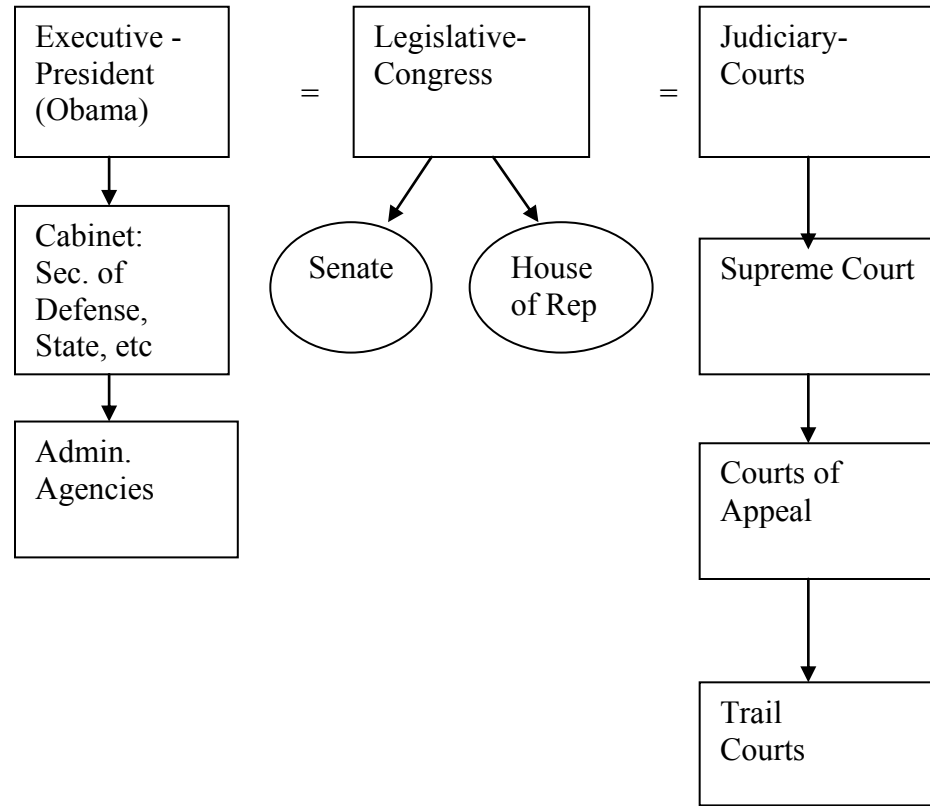 Executive -
President
(Obama)
=
Legislative-
Congress
=
Judiciary-
Courts
Cabinet:
Sec. of
Defense,
State, etc
Senate
House
of Rep
Supreme Court
Admin.
Agencies
Courts of
Appeal
Trail
Courts